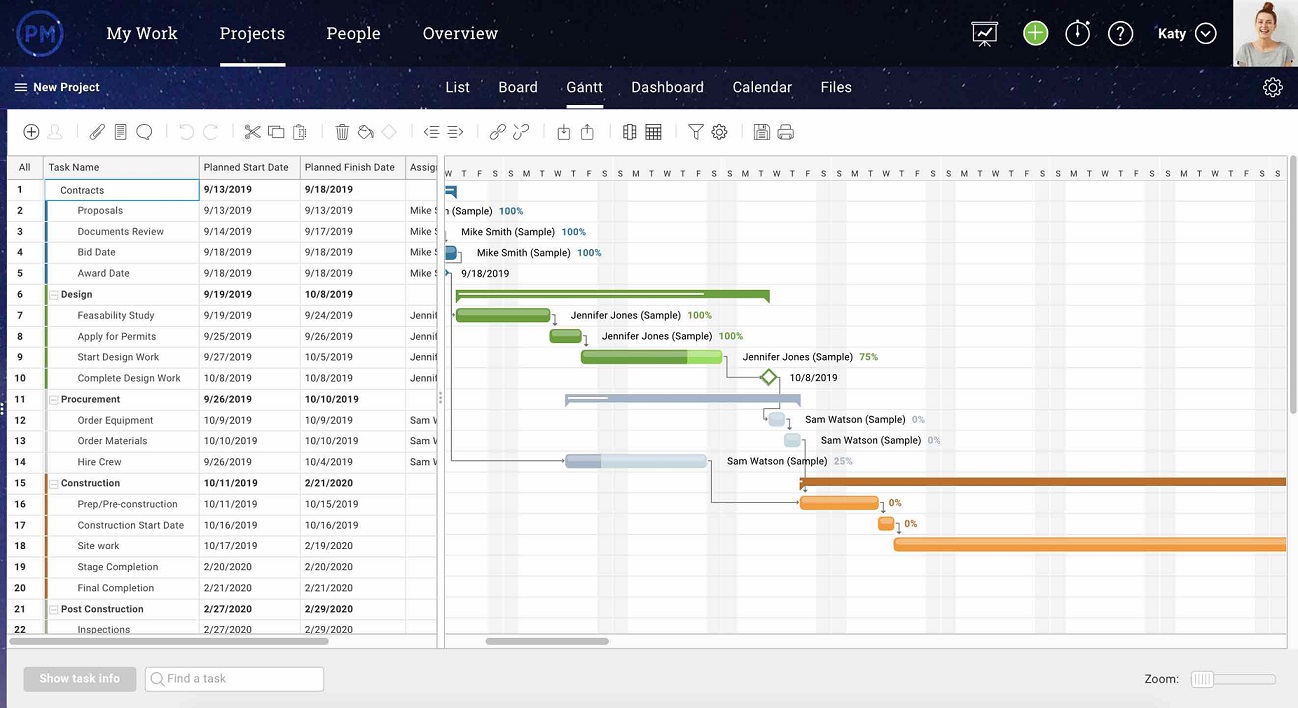 PM My Work Projects People Overview Katy
New Project List Board Gantt Dashboard Calendar Files
All Task Name Planned Start Date Planned Finish Date Assig W T F S S M T W T F S S M T W T F S S M T W T F S S M T W T F S S M T W T F S S M T W T F S S M T W T F S S
1 Contracts 9/13/2019 9/18/2019
2 Proposals 9/13/2019 9/13/2019 Mike (Sample) 100%
3 Documents Review 9/14/2019 9/17/2019 Mike Mike Smith (Sample) 100%
4 Bid Date 9/18/2019 9/18/2019 Mike Mike Smith (Sample) 100%
5 Award Date 9/18/2019 9/18/2019 Mike 9/18/2019
6 Design 9/19/2019 10/8/2019
7 Feasability Study 9/19/2019 9/24/2019 Jennif Jennifer Jones (Sample) 100%
8 Apply for Permits 9/25/2019 9/26/2019 Jennif Jennifer Jones (Sample) 100%
9 Start Design Work 9/27/2019 10/5/2019 Jennif Jennifer Jones (Sample) 75%
10 Complete Design Work 10/8/2019 10/8/2019 Jennif 10/8/2019
11 Procurement 9/26/2019 10/10/2019
12 Order Equipment 10/9/2019 10/9/2019 Sam W Sam Watson (Sample) 0%
13 Order Materials 10/10/2019 10/10/2019 Sam W Sam Watson (Sample) 0%
14 Hire Crew 9/26/2019 10/4/2019 Sam W Sam Watson (Sample) 25%
15 Construction 10/11/2019 2/21/2020
16 Prep/Pre-construction 10/11/2019 10/15/2019 0%
17 Construction Start Date 10/16/2019 10/16/2019 0%
18 Site work 10/17/2019 2/19/2020
19 Stage Completion 2/20/2020 2/20/2020
20 Final Completion 2/21/2020 2/21/2020
21 Post Construction 2/27/2020 2/29/2020
22 Inspections 2/27/2020 2/29/2020
Show task info Find a task Zoom: